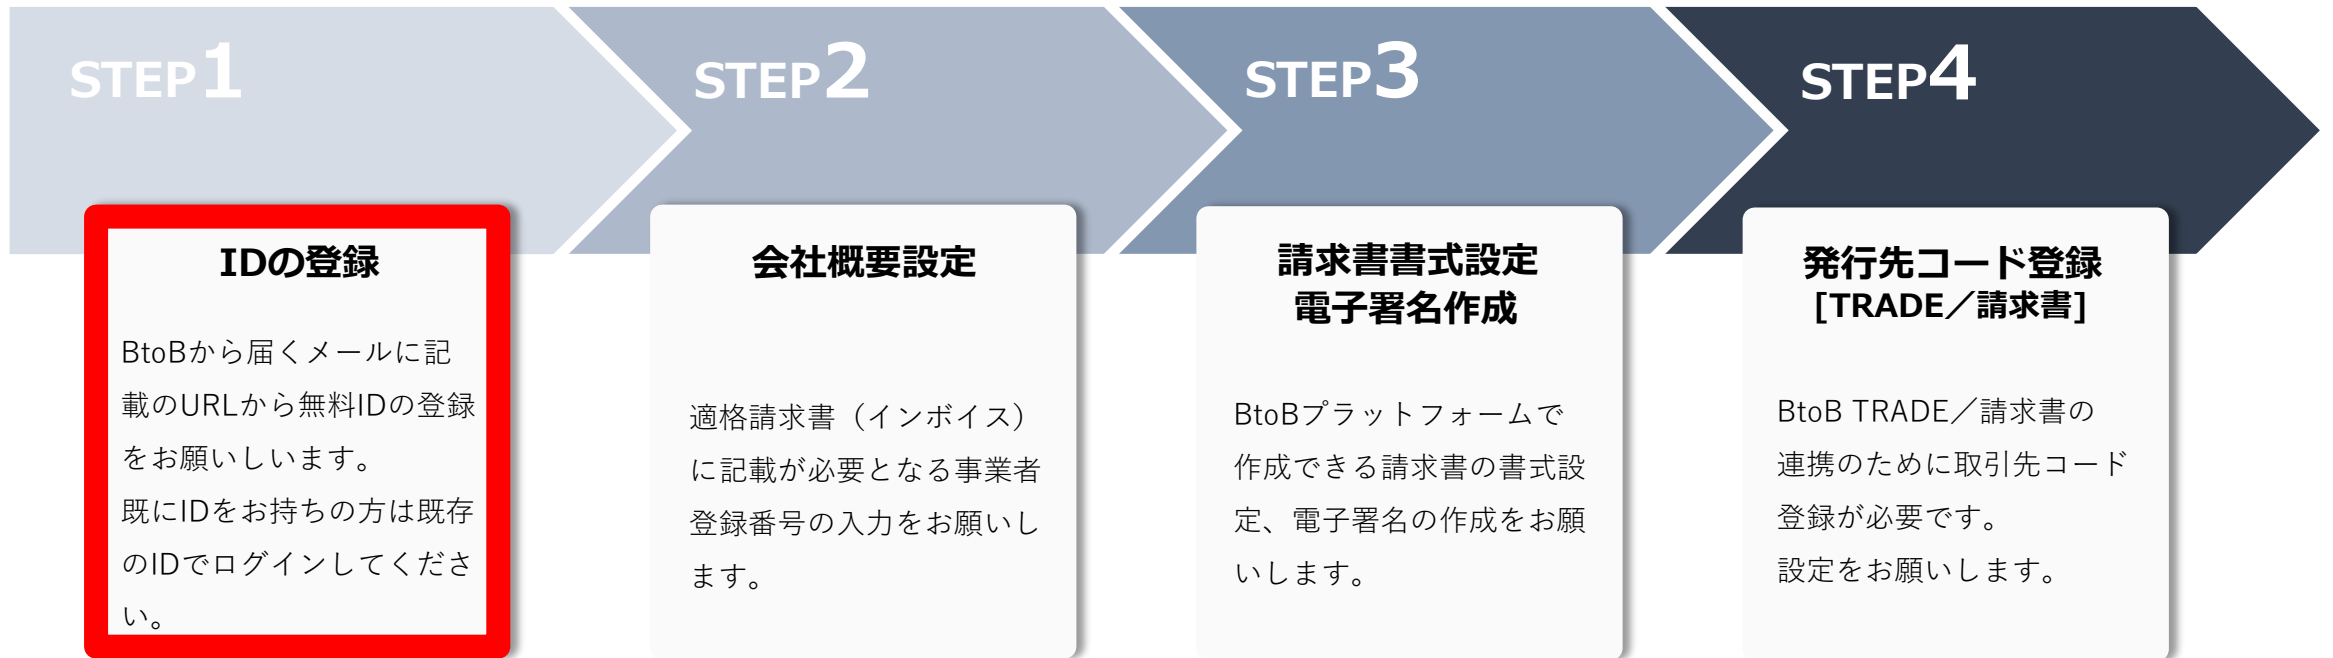 STEP1
STEP2
STEP3
STEP4
IDの登録
BtoBから届くメールに記
載のURLから無料IDの登録
をお願いしいます。
既にIDをお持ちの方は既存
のIDでログインしてくださ
い。
会社概要設定
適格請求書（インボイス）
に記載が必要となる事業者
登録番号の入力をお願いし
ます。
請求書書式設定
電子署名作成
BtoBプラットフォームで
作成できる請求書の書式設
定、電子署名の作成をお願
いします。
発行先コード登録
[TRADE／請求書]
BtoB TRADE／請求書の
連携のために取引先コード
登録が必要です。
設定をお願いします。